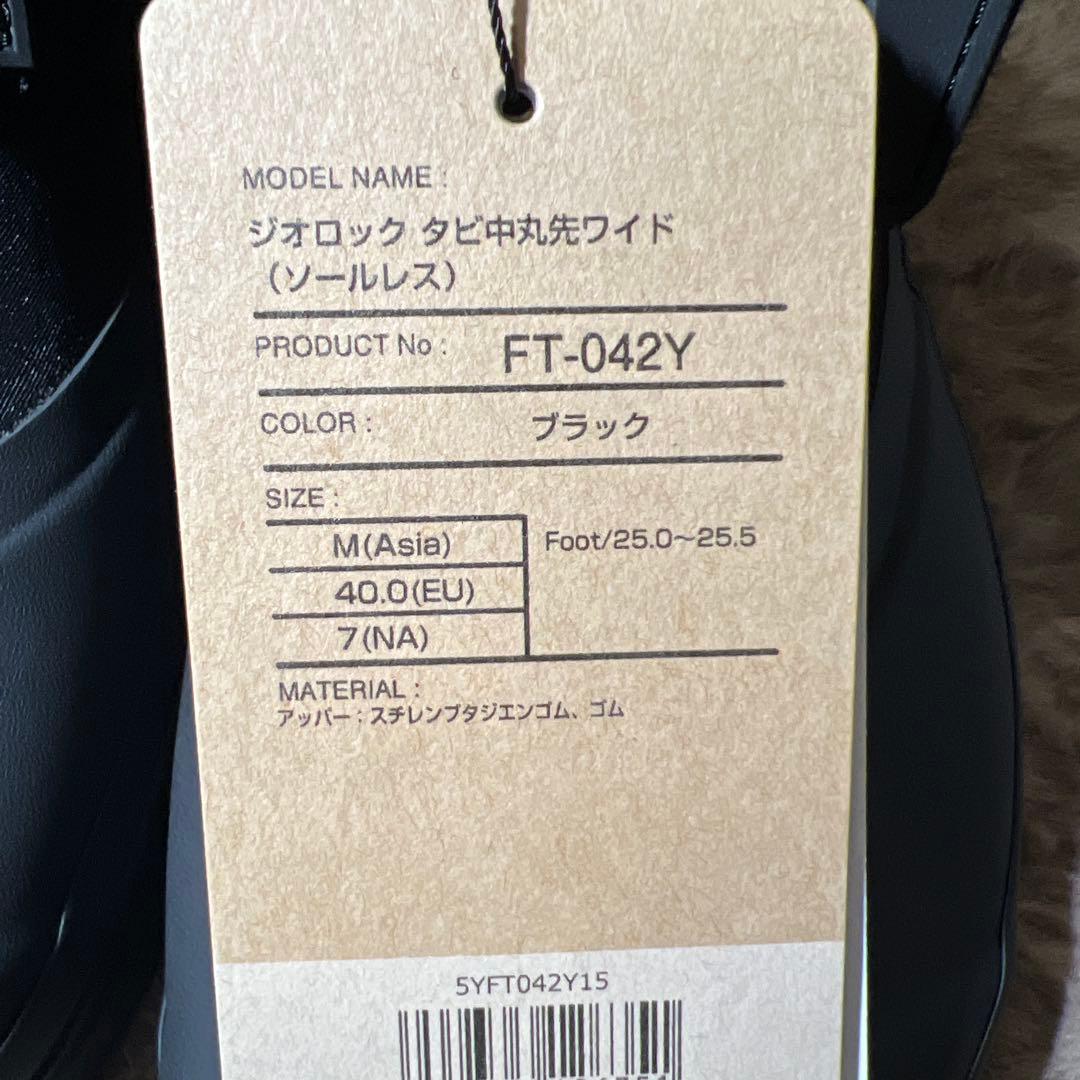 MODEL NAME :
ジオロック タビ中丸先ワイド
（ソールレス）
PRODUCT No : FT-042Y
COLOR : ブラック
SIZE :
M(Asia) Foot/25.0～25.5
40.0(EU)
7(NA)
MATERIAL :
アッパー：スチレンブタジエンゴム、ゴム
5YFT042Y15